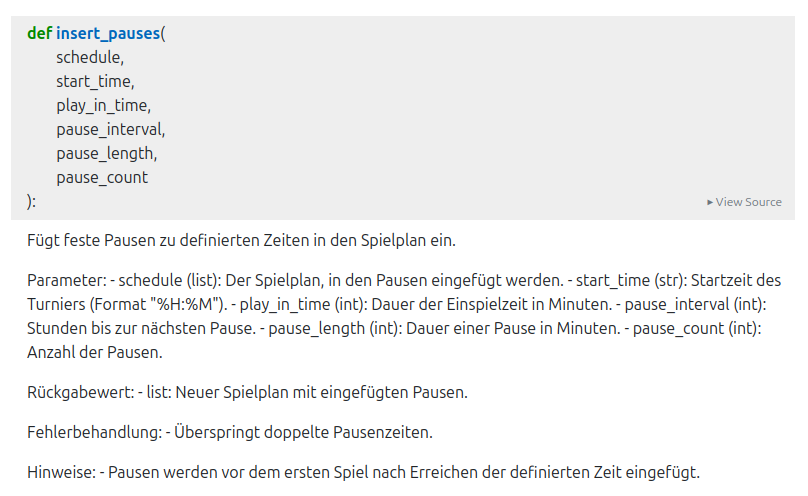 def insert_pauses(
schedule,
start_time,
play_in_time,
pause_interval,
pause_length,
pause_count
):
▸ View Source
Fügt feste Pausen zu definierten Zeiten in den Spielplan ein.
Parameter: - schedule (list): Der Spielplan, in den Pausen eingefügt werden. - start_time (str): Startzeit des
Turniers (Format "%H:%M"). - play_in_time (int): Dauer der Einspielzeit in Minuten. - pause_interval (int):
Stunden bis zur nächsten Pause. - pause_length (int): Dauer einer Pause in Minuten. - pause_count (int):
Anzahl der Pausen.
Rückgabewert: - list: Neuer Spielplan mit eingefügten Pausen.
Fehlerbehandlung: - Überspringt doppelte Pausenzeiten.
Hinweise: - Pausen werden vor dem ersten Spiel nach Erreichen der definierten Zeit eingefügt.